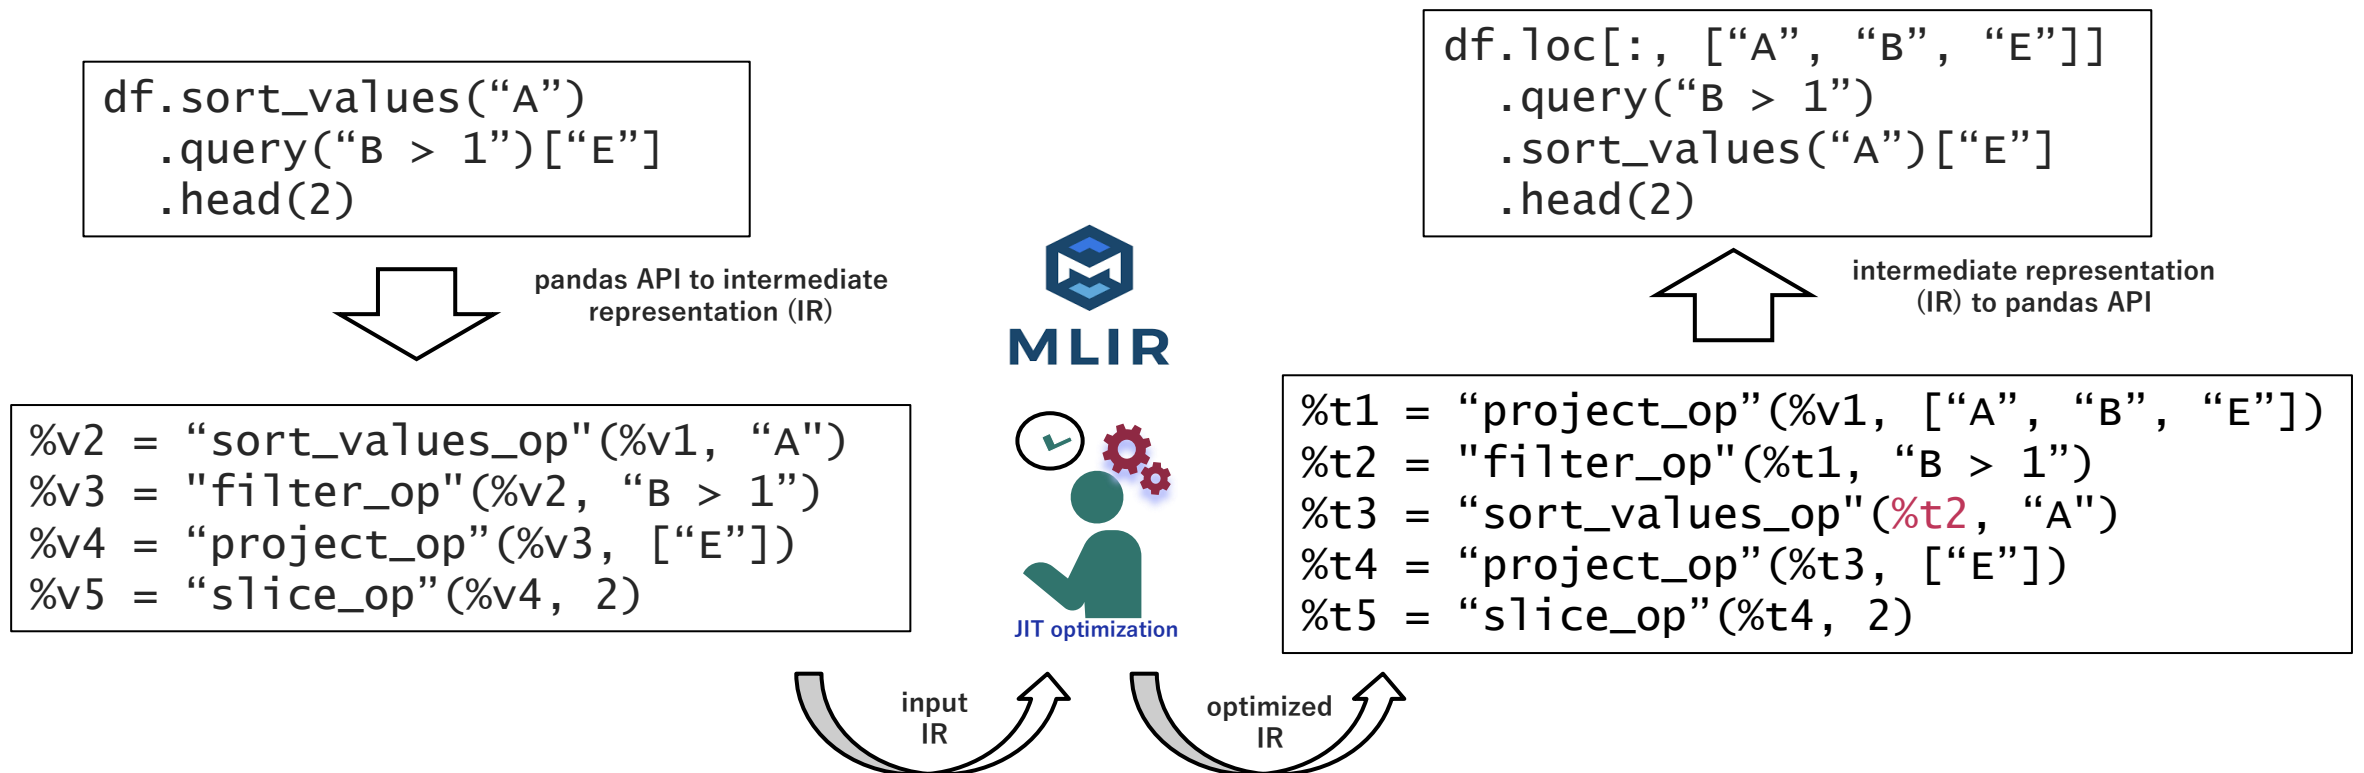 df.sort_values(“A”)
.query(“B > 1”)[“E”]
.head(2)
pandas API to intermediate
representation (IR)
%v2 = “sort_values_op"(%v1, “A")
%v3 = "filter_op"(%v2, “B > 1”)
%v4 = “project_op”(%v3, [“E”])
%v5 = “slice_op”(%v4, 2)
input
IR
MLIR
JIT optimization
optimized
IR
%t1 = “project_op”(%v1, [“A”, “B”, “E”])
%t2 = "filter_op"(%t1, “B > 1”)
%t3 = “sort_values_op"(%t2, “A")
%t4 = “project_op”(%t3, [“E”])
%t5 = “slice_op”(%t4, 2)
intermediate representation
(IR) to pandas API
df.loc[:, [“A”, “B”, “E”]]
.query(“B > 1”)
.sort_values(“A”)[“E”]
.head(2)